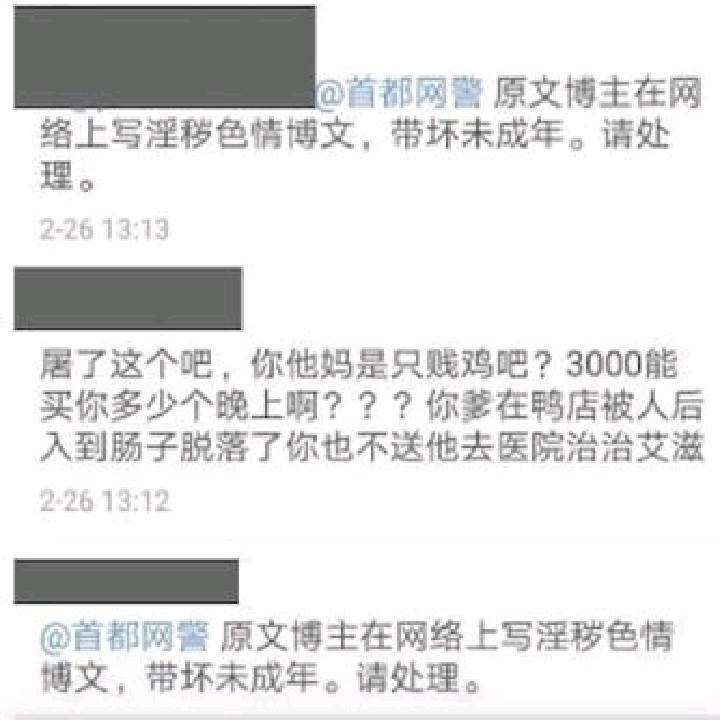 @首都网警 原文博主在网
络上写淫秽色情博文，带坏未成年。请处
理。
2-26 13:13
屠了这个吧，你他妈是只贱鸡吧？3000能
买你多少个晚上啊？？？你爹在鸭店被人后
入到肠子脱落了你也不送他去医院治治艾滋
2-26 13:12
@首都网警 原文博主在网络上写淫秽色情
博文，带坏未成年。请处理。